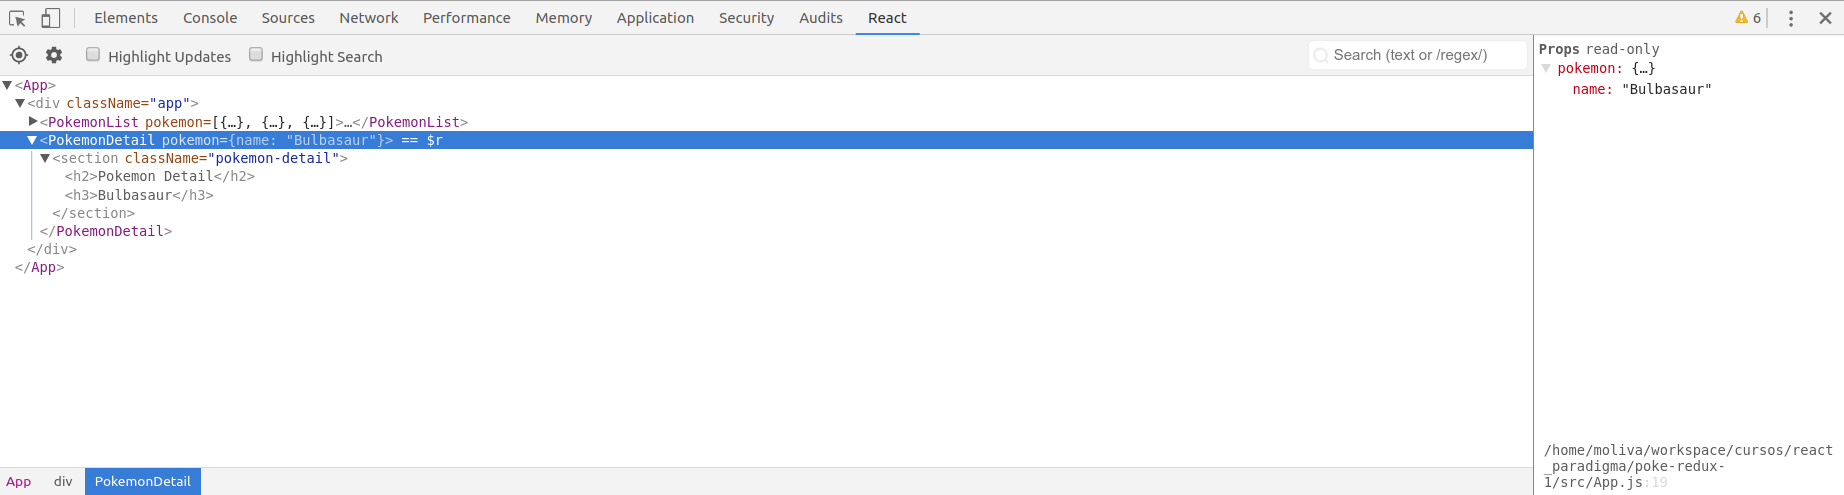 Elements Console Sources Network Performance Memory Application Security Audits React 6
Highlight Updates Highlight Search Search (text or /regex/)
<App>
<div className="app">
<PokemonList pokemon=[{…}, {…}, {…}]>…</PokemonList>
<PokemonDetail pokemon={name: "Bulbasaur"}> == $r
<section className="pokemon-detail">
<h2>Pokemon Detail</h2>
<h3>Bulbasaur</h3>
</section>
</PokemonDetail>
</div>
</App>
App div PokemonDetail
Props read-only
pokemon: {…}
name: "Bulbasaur"
/home/moliva/workspace/cursos/react
_paradigma/poke-redux-
1/src/App.js:19